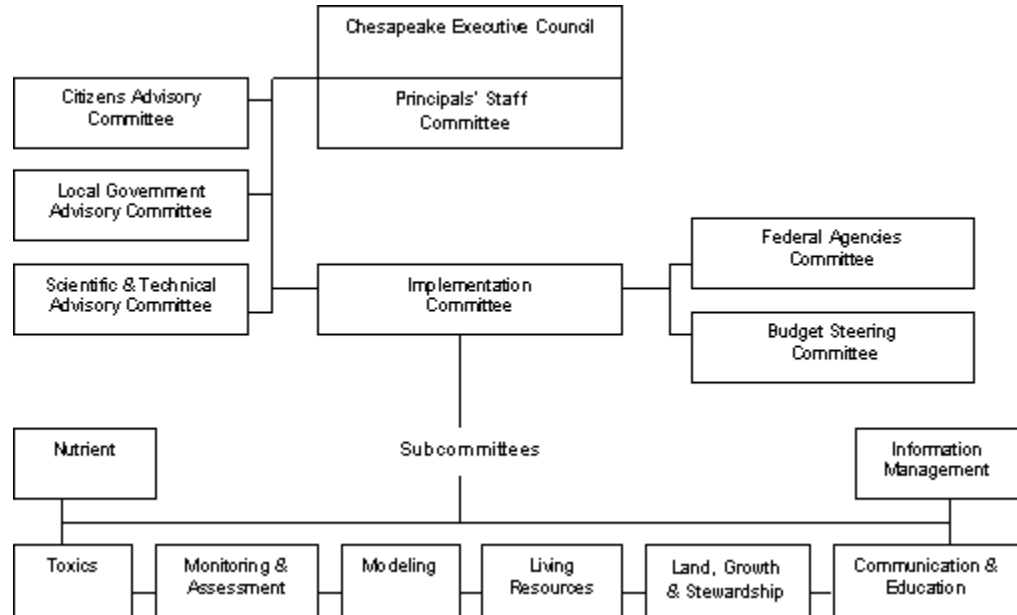 Chesapeake Executive Council
Citizens Advisory
Committee
Principals' Staff
Committee
Local Government
Advisory Committee
Federal Agencies
Committee
Scientific & Technical
Advisory Committee
Implementation
Committee
Budget Steering
Committee
Nutrient
Subcommittees
Information
Management
Toxics
Monitoring &
Assessment
Modeling
Living
Resources
Land, Growth
& Stewardship
Communication &
Education